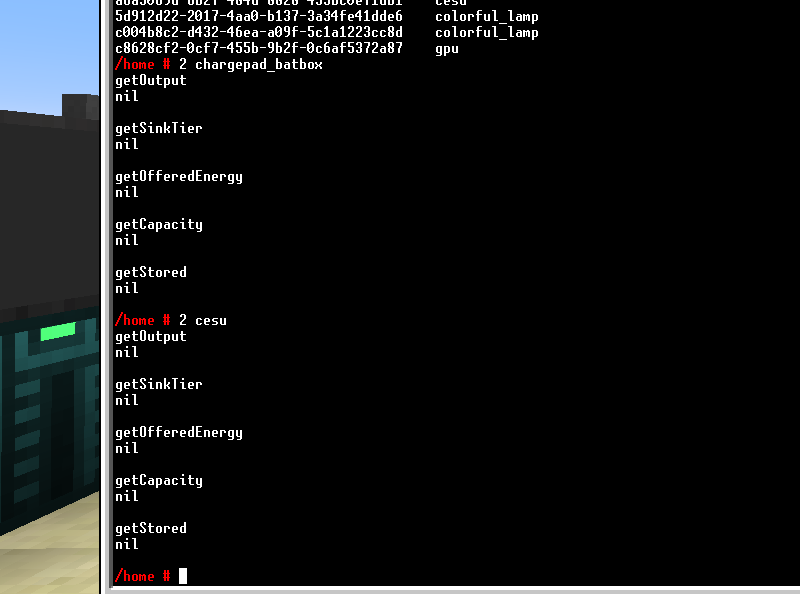 5d912d22-2017-4aa0-b137-3a34fe41dde6 colorful_lamp
c004b8c2-d432-46ea-a09f-5c1a1223cc8d colorful_lamp
c8628cf2-0cf7-455b-9b2f-0c6af5372a87 gpu
/home # 2 chargepad_batbox
getOutput
nil
getSinkTier
nil
getOfferedEnergy
nil
getCapacity
nil
getStored
nil
/home # 2 cesu
getOutput
nil
getSinkTier
nil
getOfferedEnergy
nil
getCapacity
nil
getStored
nil
/home #